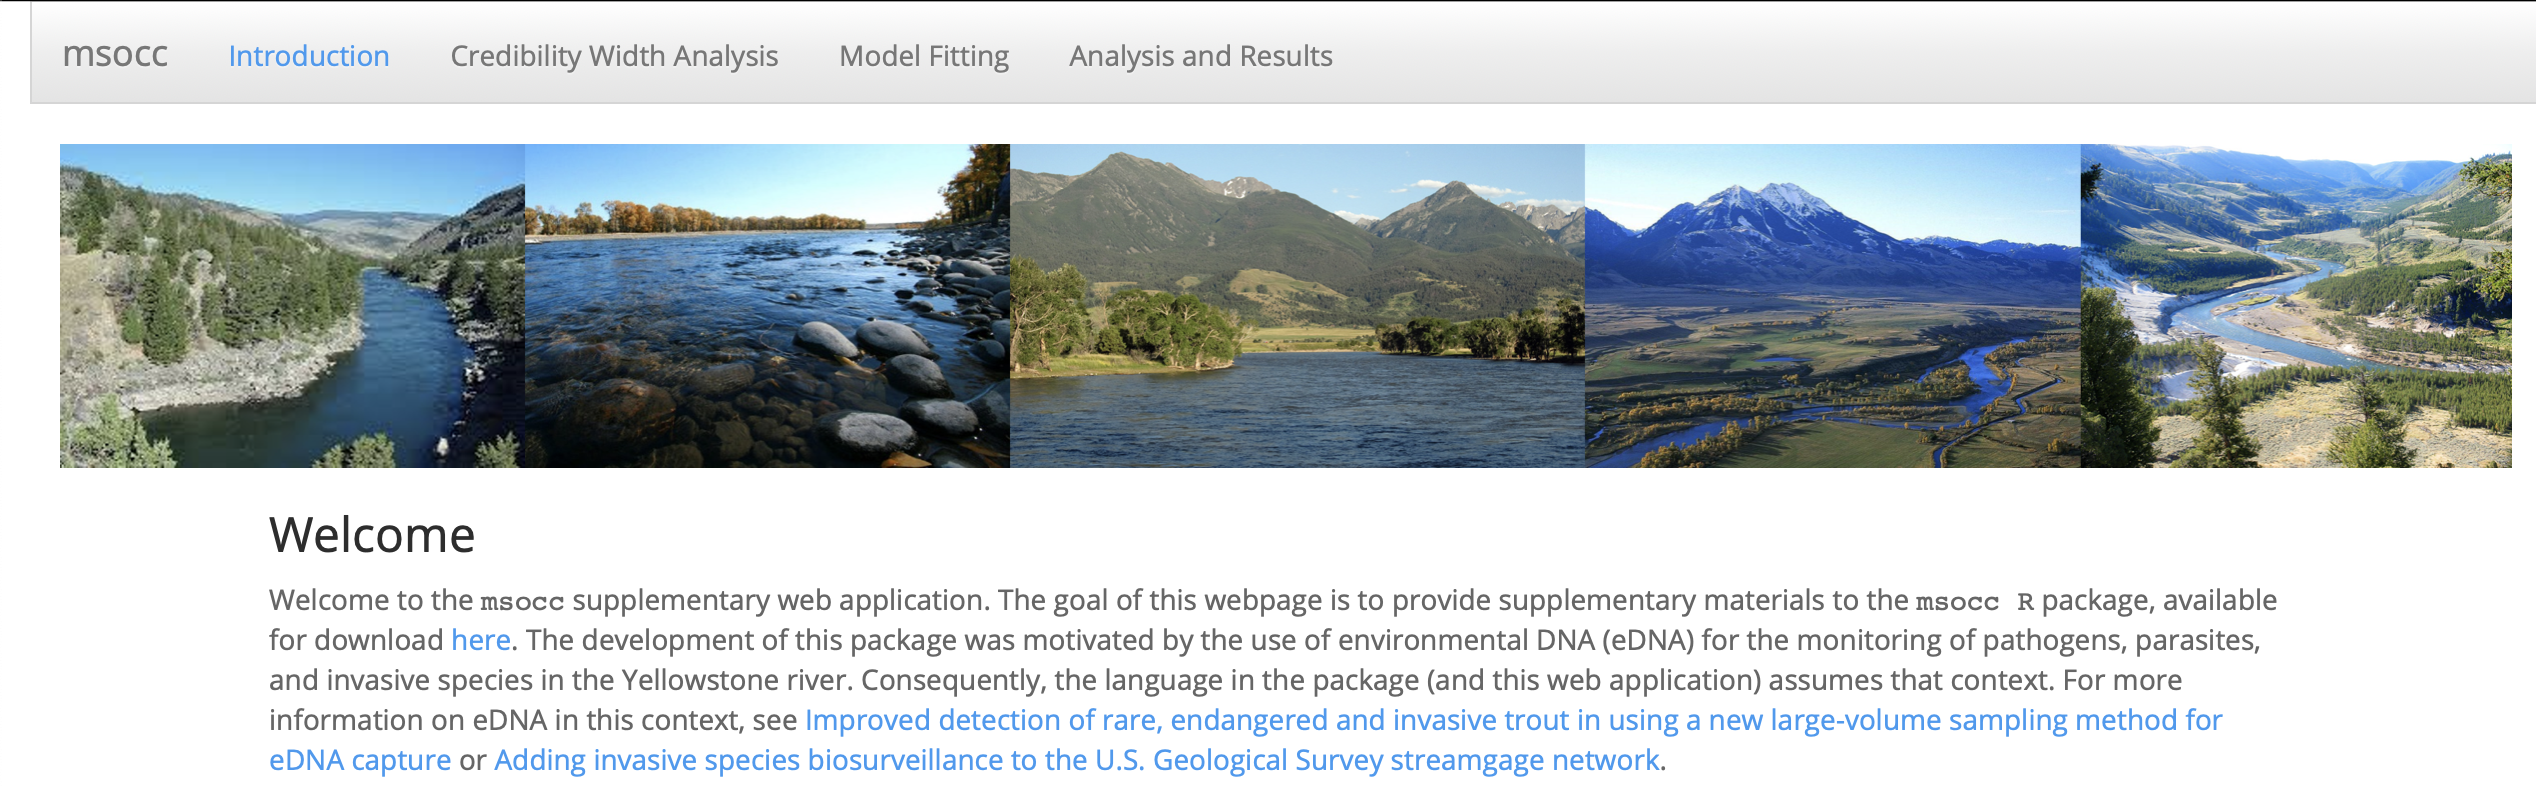 msocc Introduction Credibility Width Analysis Model Fitting Analysis and Results
Welcome
Welcome to the msocc supplementary web application. The goal of this webpage is to provide supplementary materials to the msocc R package, available
for download here. The development of this package was motivated by the use of environmental DNA (eDNA) for the monitoring of pathogens, parasites,
and invasive species in the Yellowstone river. Consequently, the language in the package (and this web application) assumes that context. For more
information on eDNA in this context, see Improved detection of rare, endangered and invasive trout in using a new large-volume sampling method for
eDNA capture or Adding invasive species biosurveillance to the U.S. Geological Survey streamgage network.